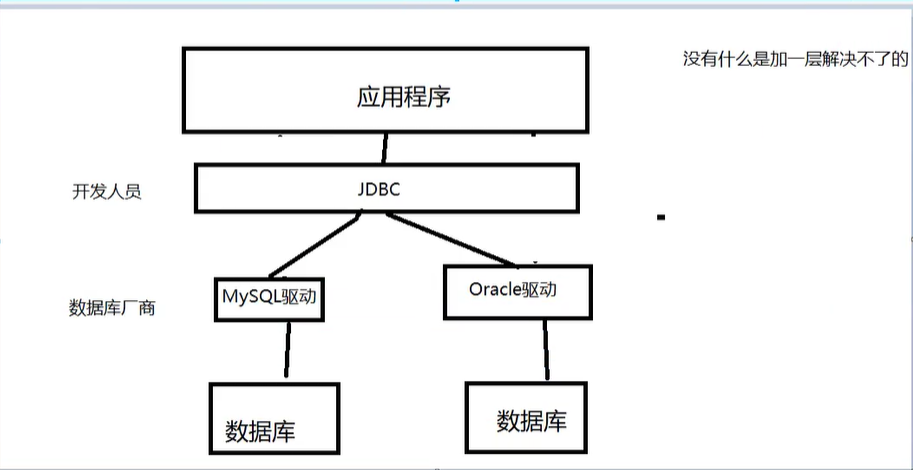 没有什么是加一层解决不了的
应用程序
开发人员
JDBC
数据库厂商
MySQL驱动
Oracle驱动
数据库
数据库